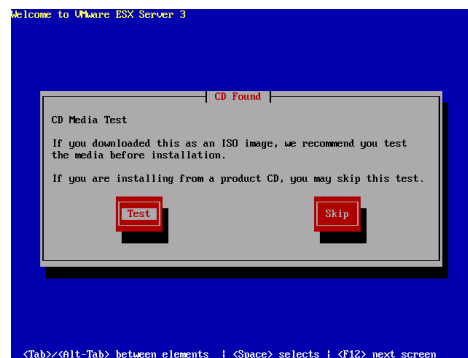 Welcome to VMware ESX Server 3
CD Found
CD Media Test
If you downloaded this as an ISO image, we recommend you test
the media before installation.
If you are installing from a product CD, you may skip this test.
Test Skip
<Tab>/<Alt-Tab> between elements | <Space> selects | <F12> next screen